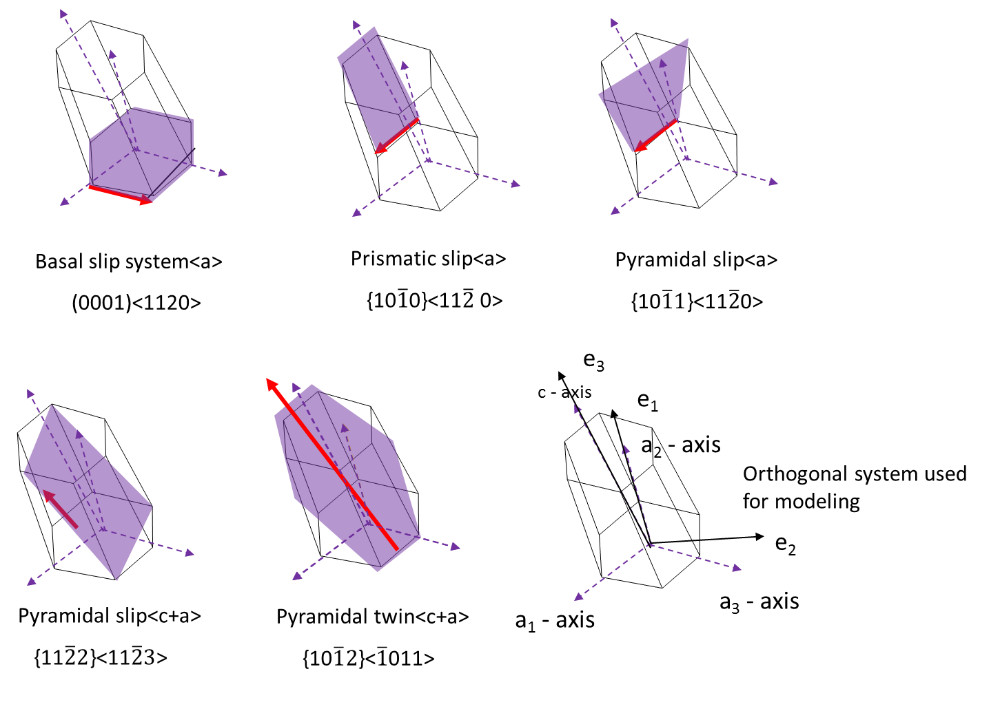 Basal slip system<a>
(0001)<1120>
Prismatic slip<a>
{101̅0}<112̅ 0>
Pyramidal slip<a>
{101̅1}<112̅0>
Pyramidal slip<c+a>
{112̅2}<112̅3>
Pyramidal twin<c+a>
{101̅2}<1̅011>
e₃
c - axis
e₁
a₂ - axis
Orthogonal system used
for modeling
e₂
a₃ - axis
a₁ - axis